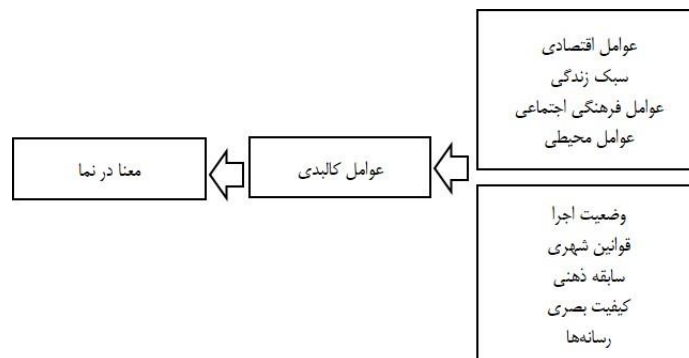 عوامل اقتصادی
سبک زندگی
عوامل فرهنگی اجتماعی
عوامل محیطی
عوامل کالبدی
معنا در نما
وضعیت اجرا
قوانین شهری
سابقه ذهنی
کیفیت بصری
رسانه‌ها